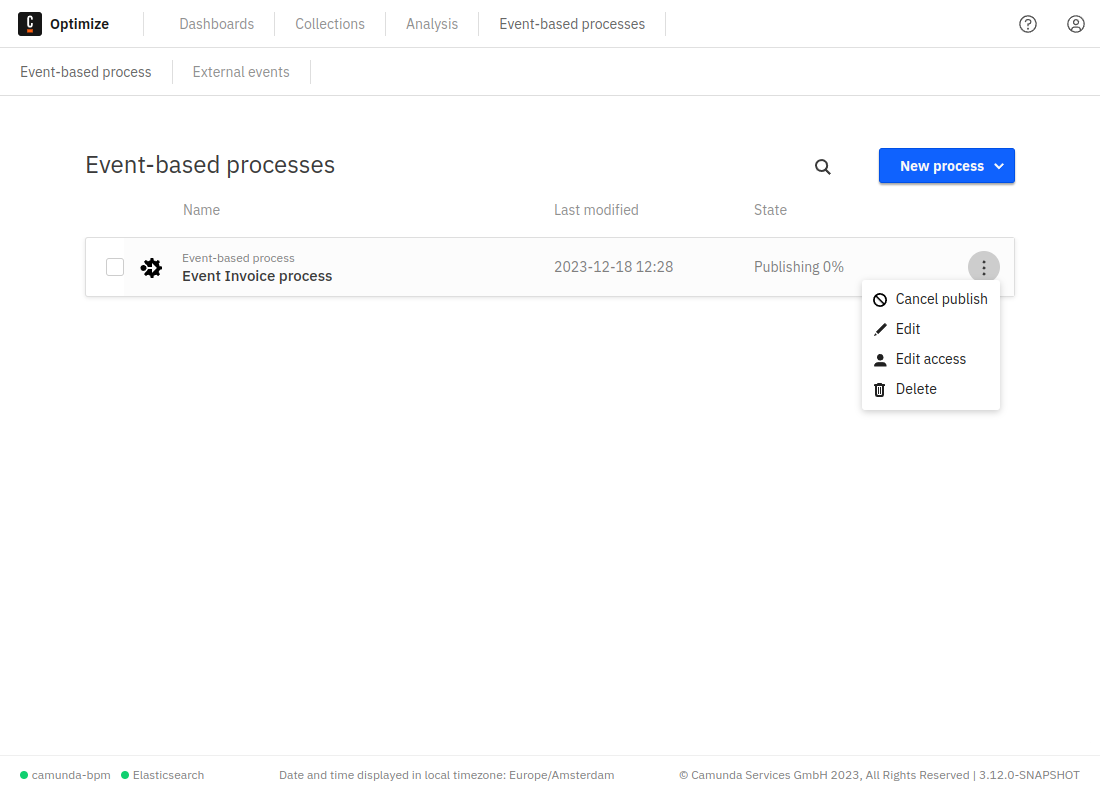 C Optimize Dashboards Collections Analysis Event-based processes
Event-based process External events
Event-based processes New process
Name Last modified State
Event-based process
Event Invoice process 2023-12-18 12:28 Publishing 0%
Cancel publish
Edit
Edit access
Delete
camunda-bpm Elasticsearch Date and time displayed in local timezone: Europe/Amsterdam © Camunda Services GmbH 2023, All Rights Reserved | 3.12.0-SNAPSHOT